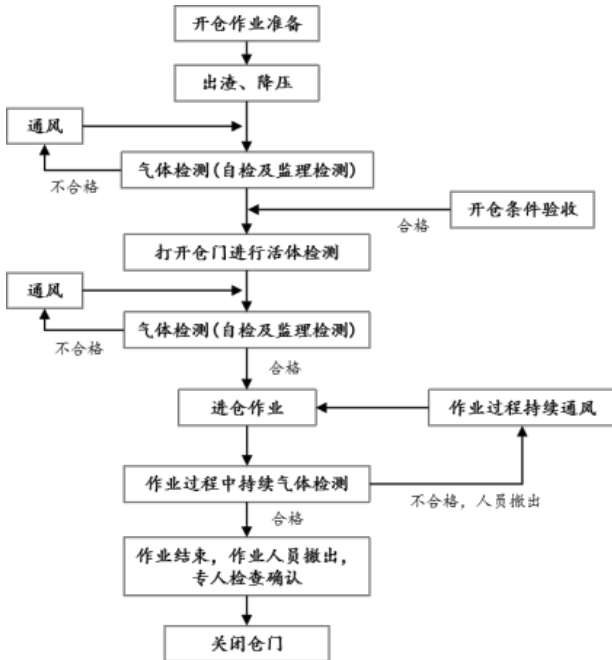 开仓作业准备
出渣、降压
通风
不合格
气体检测(自检及监理检测)
开仓条件验收
合格
打开仓门进行活体检测
通风
不合格
气体检测(自检及监理检测)
合格
进仓作业
作业过程持续通风
作业过程中持续气体检测
不合格，人员撤出
合格
作业结束，作业人员撤出，
专人检查确认
关闭仓门